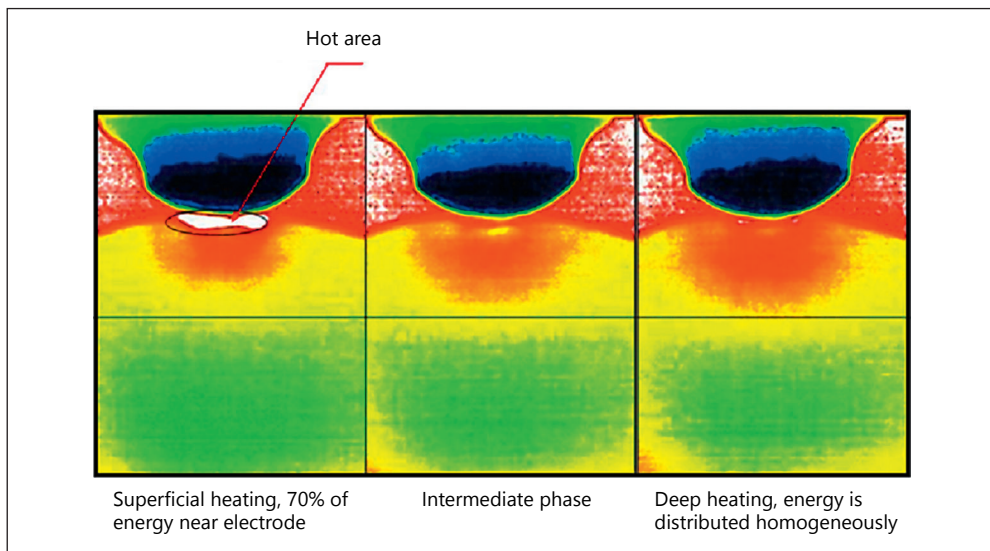 Hot area
Superficial heating, 70% of
energy near electrode
Intermediate phase
Deep heating, energy is
distributed homogeneously